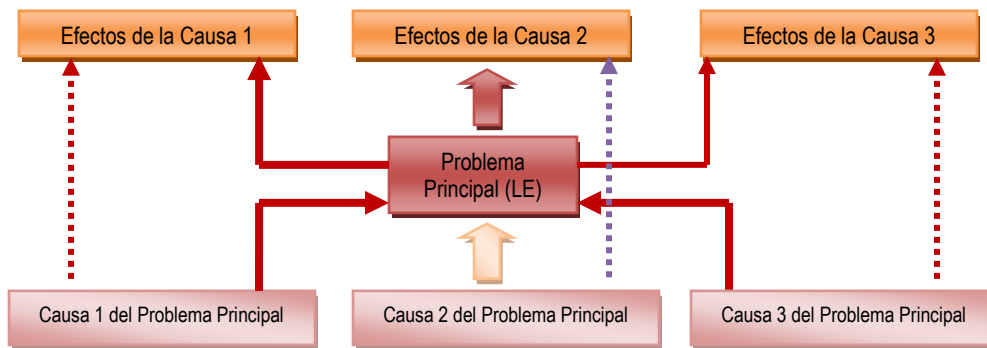 Efectos de la Causa 1
Efectos de la Causa 2
Efectos de la Causa 3
Problema
Principal (LE)
Causa 1 del Problema Principal
Causa 2 del Problema Principal
Causa 3 del Problema Principal